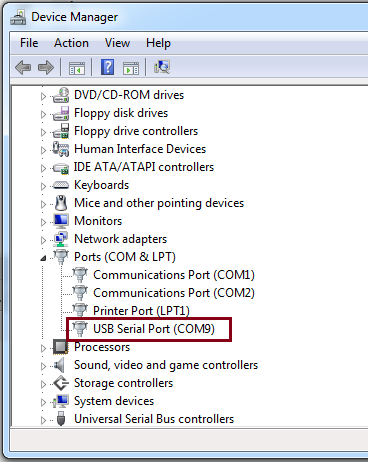 Device Manager
File Action View Help
DVD/CD-ROM drives
Floppy disk drives
Floppy drive controllers
Human Interface Devices
IDE ATA/ATAPI controllers
Keyboards
Mice and other pointing devices
Monitors
Network adapters
Ports (COM & LPT)
Communications Port (COM1)
Communications Port (COM2)
Printer Port (LPT1)
USB Serial Port (COM9)
Processors
Sound, video and game controllers
Storage controllers
System devices
Universal Serial Bus controllers